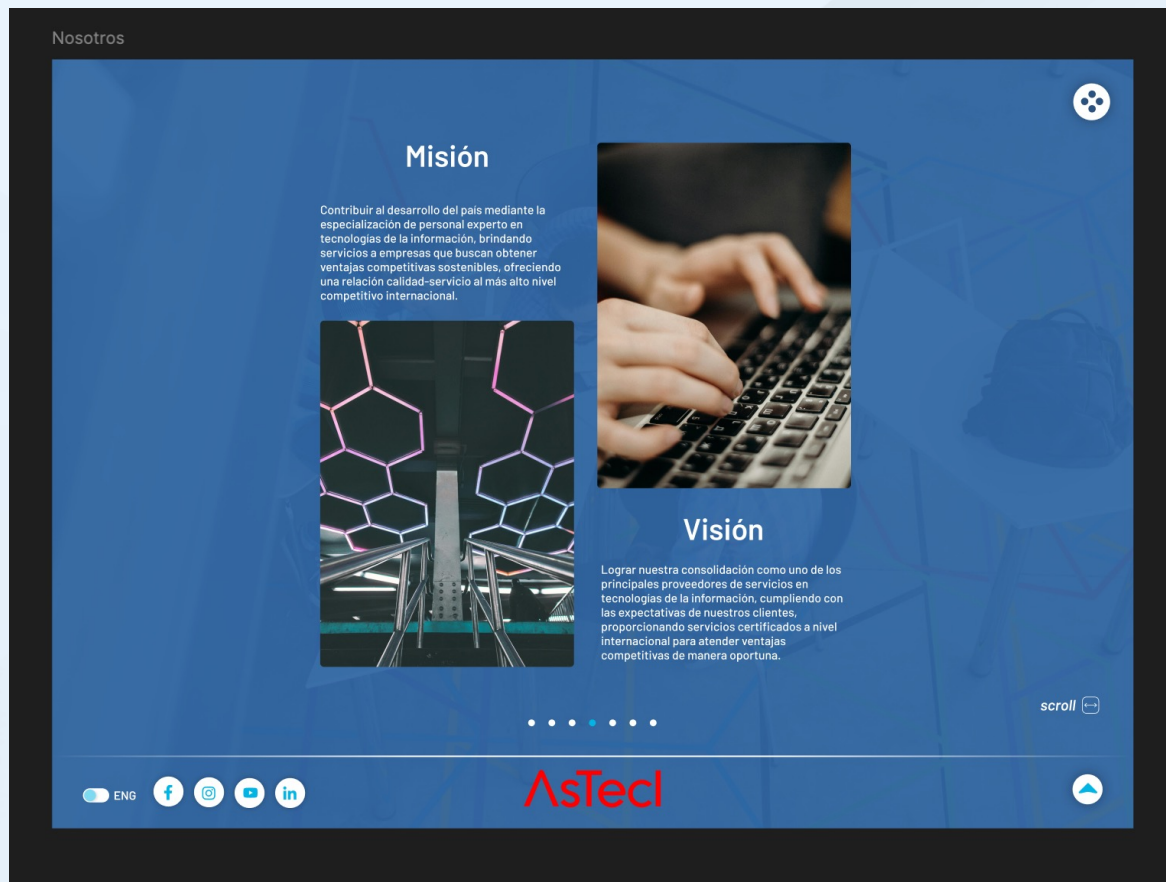 Nosotros
Misión
Contribuir al desarrollo del país mediante la
especialización de personal experto en
tecnologías de la información, brindando
servicios a empresas que buscan obtener
ventajas competitivas sostenibles, ofreciendo
una relación calidad-servicio al más alto nivel
competitivo internacional.
Visión
Lograr nuestra consolidación como uno de los
principales proveedores de servicios en
tecnologías de la información, cumpliendo con
las expectativas de nuestros clientes,
proporcionando servicios certificados a nivel
internacional para atender ventajas
competitivas de manera oportuna.
scroll
ENG
AsTecI